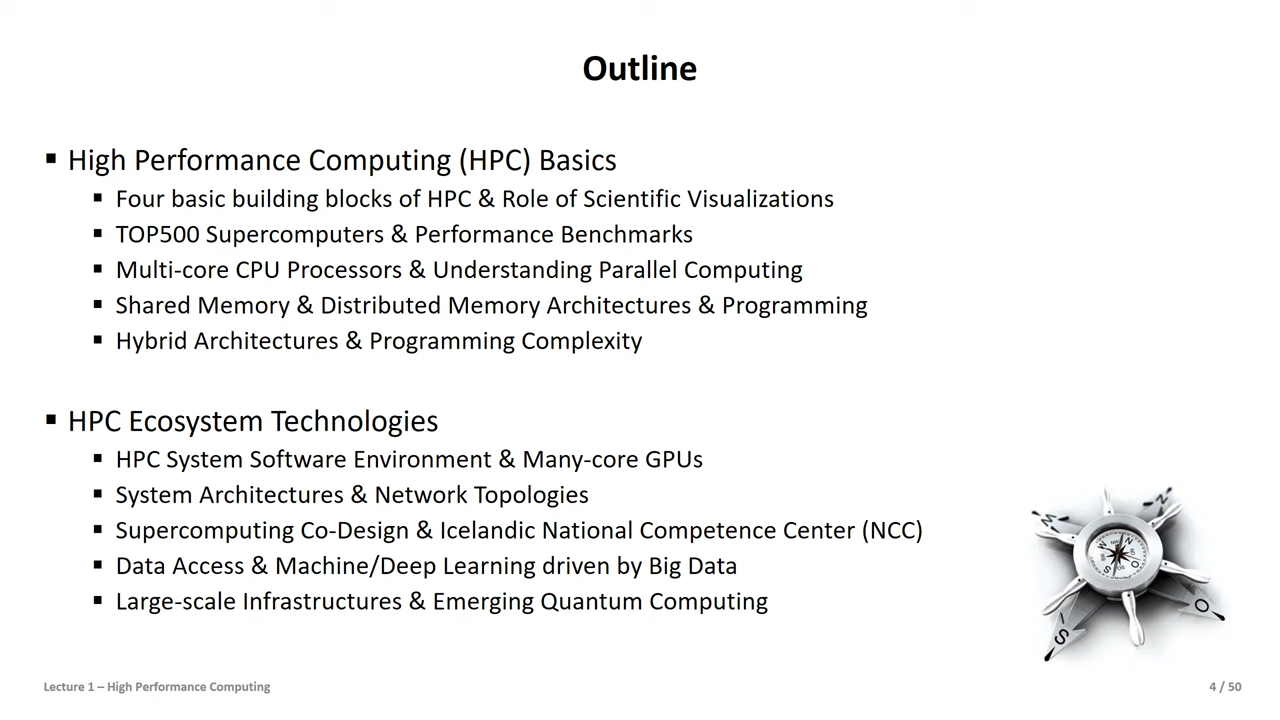 Outline
▪ High Performance Computing (HPC) Basics
▪ Four basic building blocks of HPC & Role of Scientific Visualizations
▪ TOP500 Supercomputers & Performance Benchmarks
▪ Multi-core CPU Processors & Understanding Parallel Computing
▪ Shared Memory & Distributed Memory Architectures & Programming
▪ Hybrid Architectures & Programming Complexity
▪ HPC Ecosystem Technologies
▪ HPC System Software Environment & Many-core GPUs
▪ System Architectures & Network Topologies
▪ Supercomputing Co-Design & Icelandic National Competence Center (NCC)
▪ Data Access & Machine/Deep Learning driven by Big Data
▪ Large-scale Infrastructures & Emerging Quantum Computing
Lecture 1 – High Performance Computing
4 / 50